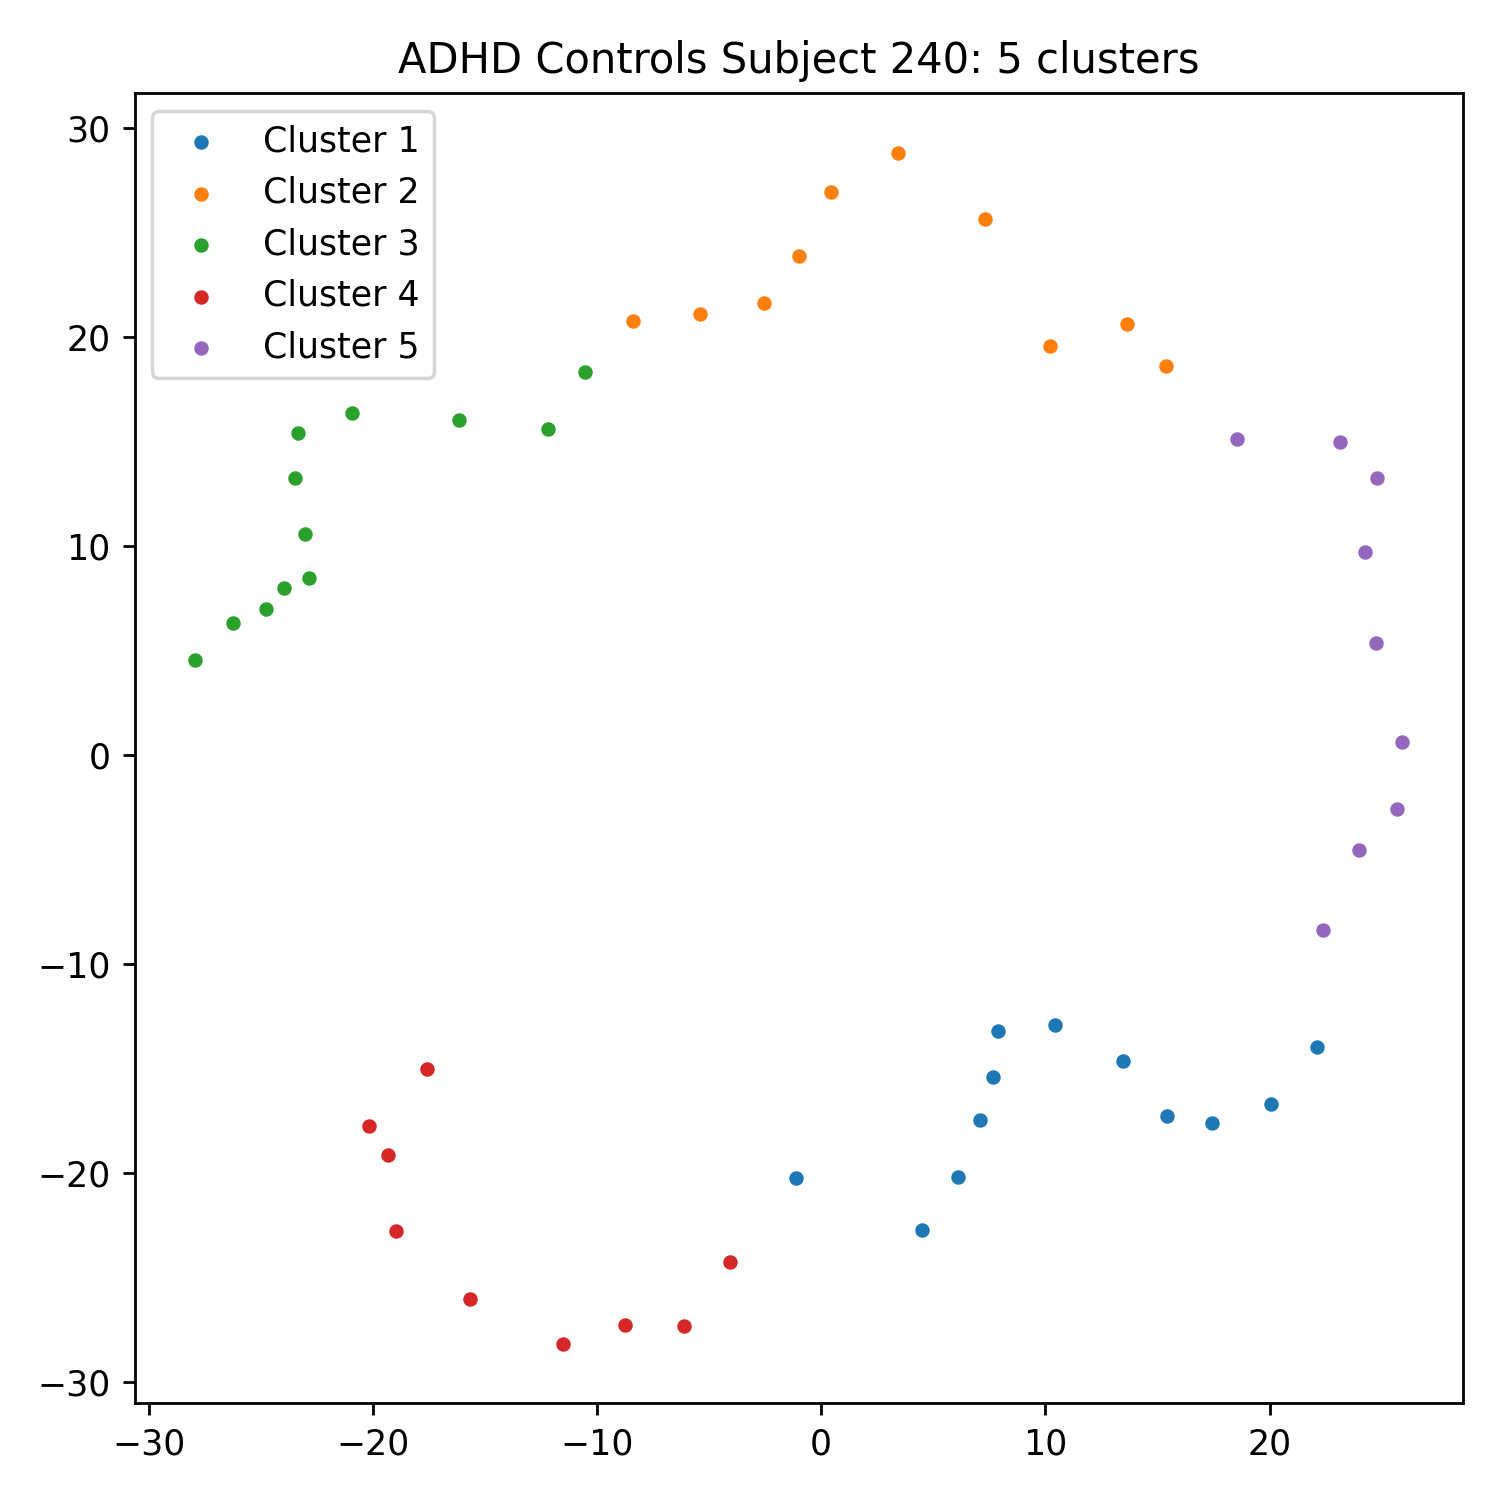 ADHD Controls Subject 240: 5 clusters
Cluster 1
Cluster 2
Cluster 3
Cluster 4
Cluster 5
30
20
10
0
−10
−20
−30
−30 −20 −10 0 10 20